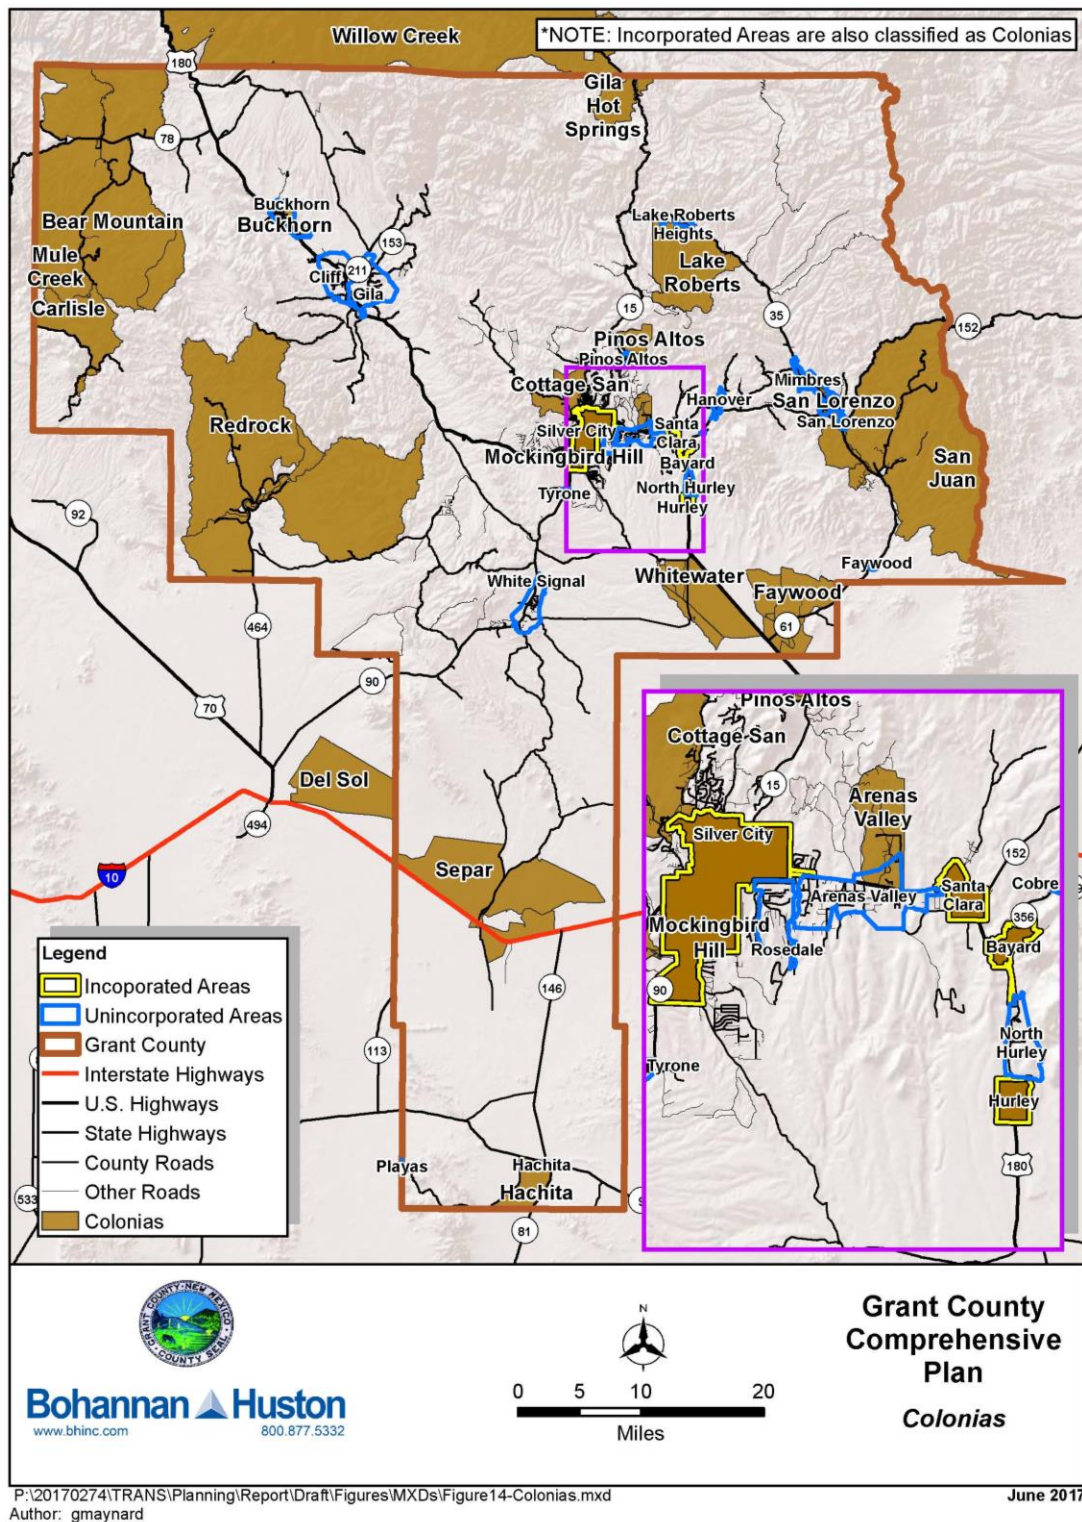 Willow Creek
*NOTE: Incorporated Areas are also classified as Colonias
180
Gila
Hot
Springs
78
Buckhorn
Buckhorn
Bear Mountain
153
Lake Roberts
Heights
Mule
Creek
211
Cliff
Gila
Lake
Roberts
Carlisle
15
35
152
Pinos Altos
Pinos Altos
Cottage San
Mimbres
Hanover
San Lorenzo
San Lorenzo
Redrock
Silver City
Santa
Clara
Mockingbird Hill
Bayard
San
Juan
Tyrone
North Hurley
Hurley
92
Faywood
White Signal
Whitewater
Faywood
464
61
90
70
Del Sol
494
10
Separ
146
113
Playas
Hachita
Hachita
533
81
Pinos Altos
Cottage San
15
Arenas
Valley
Silver City
152
Santa
Clara
Cobre
Arenas Valley
356
Mockingbird
Hill
Rosedale
Bayard
90
North
Hurley
Tyrone
Hurley
180
Legend
Incoporated Areas
Unincorporated Areas
Grant County
Interstate Highways
U.S. Highways
State Highways
County Roads
Other Roads
Colonias
GRANT COUNTY-NEW MEXICO
COUNTY SEAL
Bohannan Huston
www.bhinc.com 800.877.5332
N
0 5 10 20
Miles
Grant County
Comprehensive
Plan
Colonias
P:\20170274\TRANS\Planning\Report\Draft\Figures\MXDs\Figure14-Colonias.mxd
June 2017
Author: gmaynard